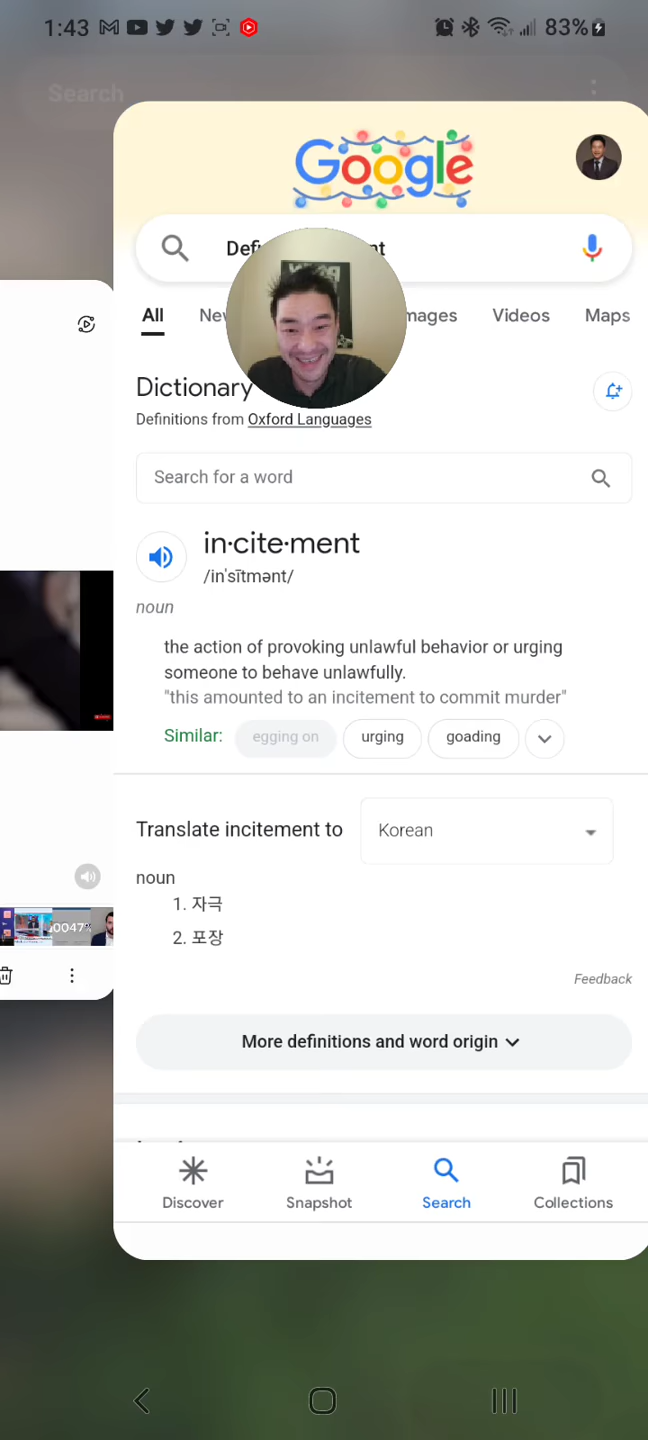 1:43
83%
Search
Google
Def
t
All
Ne
mages
Videos
Maps
Dictionary
Definitions from Oxford Languages
Search for a word
in·cite·ment
/inˈsītmənt/
noun
the action of provoking unlawful behavior or urging
someone to behave unlawfully.
"this amounted to an incitement to commit murder"
Similar:
egging on
urging
goading
Translate incitement to
Korean
noun
1. 자극
2. 포장
0047%
Feedback
More definitions and word origin
Discover
Snapshot
Search
Collections